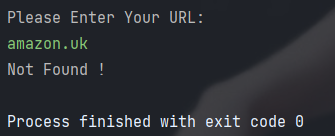 Please Enter Your URL:
amazon.uk
Not Found !
Process finished with exit code 0